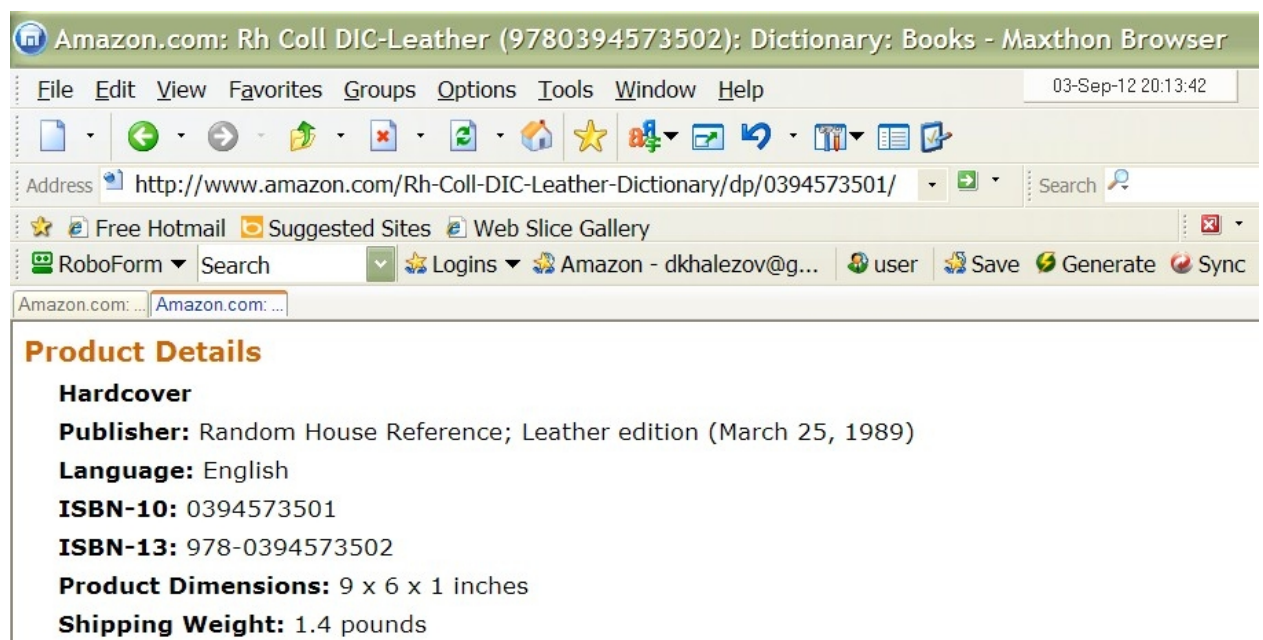 Amazon.com: Rh Coll DIC-Leather (9780394573502): Dictionary: Books - Maxthon Browser
File Edit View Favorites Groups Options Tools Window Help 03-Sep-12 20:13:42
Address http://www.amazon.com/Rh-Coll-DIC-Leather-Dictionary/dp/0394573501/ Search
Free Hotmail Suggested Sites Web Slice Gallery
RoboForm Search Logins Amazon - dkhalezov@g... user Save Generate Sync
Amazon.com: ... Amazon.com: ...
Product Details
Hardcover
Publisher: Random House Reference; Leather edition (March 25, 1989)
Language: English
ISBN-10: 0394573501
ISBN-13: 978-0394573502
Product Dimensions: 9 x 6 x 1 inches
Shipping Weight: 1.4 pounds